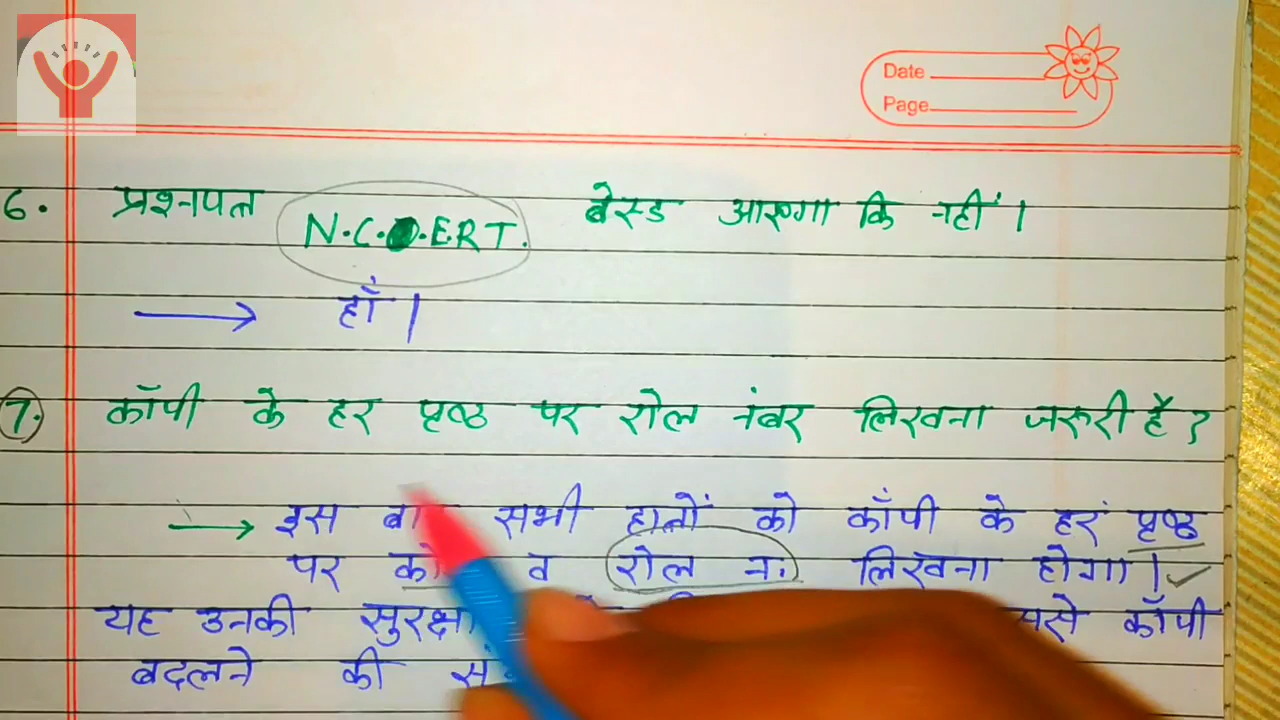 Date
Page
6. प्रश्नपत्र N.C.E.R.T. बेस्ड आएगा कि नहीं।
→ हाँ।
7. कॉपी के हर पृष्ठ पर रोल नंबर लिखना जरूरी है?
→ इस सभी छात्रों को कॉपी के हर पृष्ठ
पर व रोल नः लिखना होगा।
यह उनकी सुरक्षा कॉपी
बदलने की